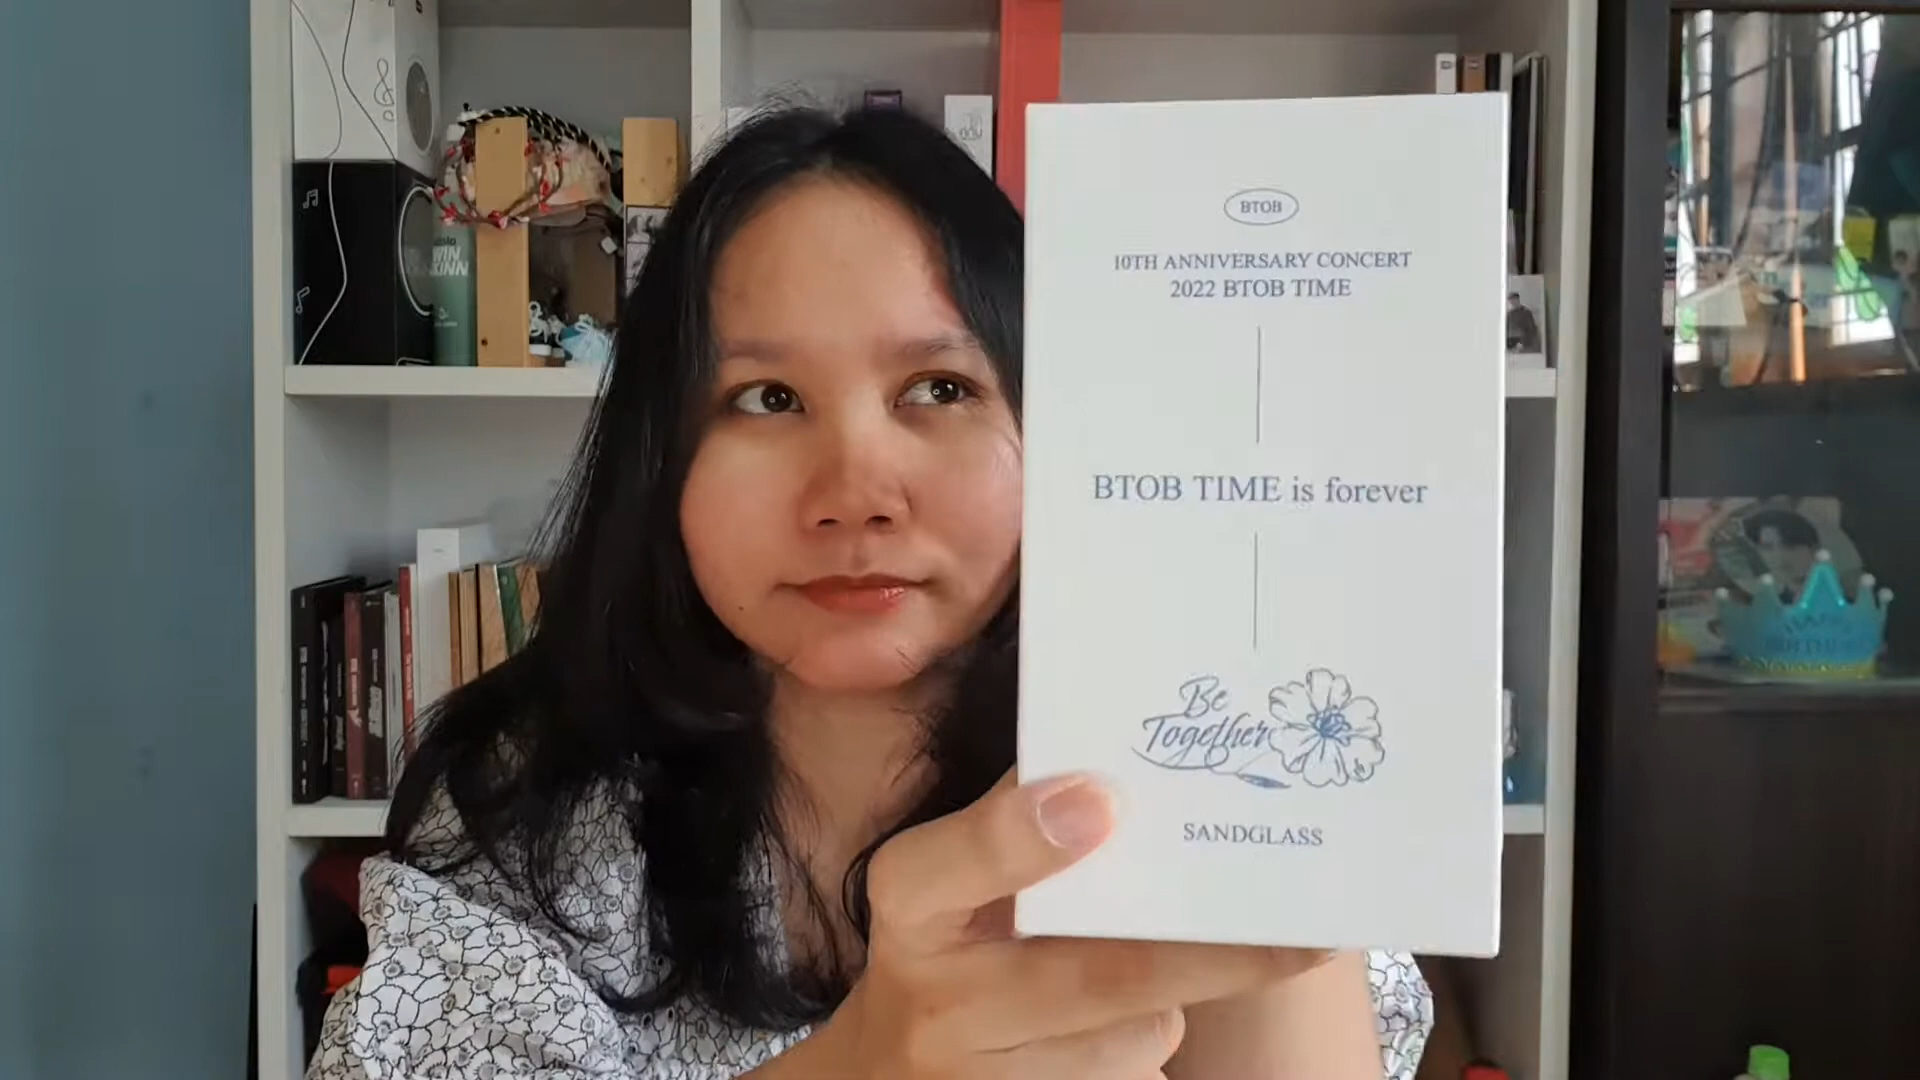 BTOB
10TH ANNIVERSARY CONCERT
2022 BTOB TIME
BTOB TIME is forever
Be
Together
SANDGLASS